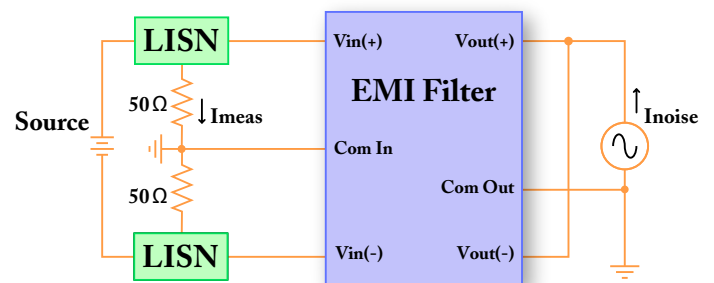 LISN
Vin(+)
Vout(+)
EMI Filter
50Ω
Imeas
Source
Inoise
Com In
50Ω
Com Out
LISN
Vin(-)
Vout(-)